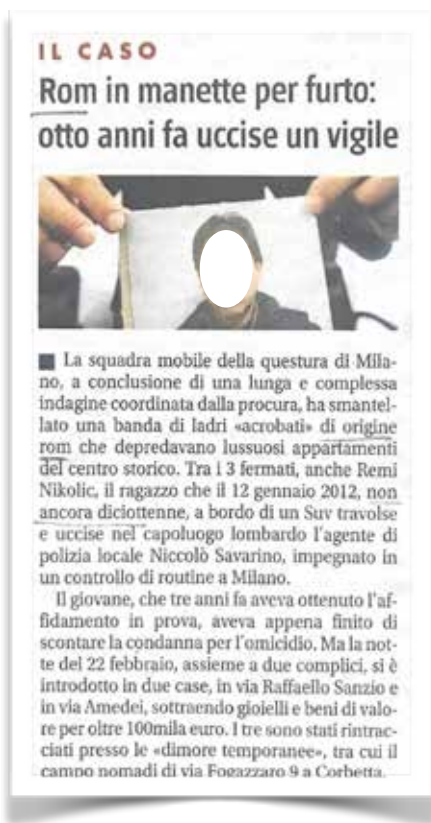 IL CASO
Rom in manette per furto:
otto anni fa uccise un vigile
La squadra mobile della questura di Mila-
no, a conclusione di una lunga e complessa
indagine coordinata dalla procura, ha smantel-
lato una banda di ladri «acrobati» di origine
rom che depredavano lussuosi appartamenti
del centro storico. Tra i 3 fermati, anche Remi
Nikolic, il ragazzo che il 12 gennaio 2012, non
ancora diciottenne, a bordo di un Suv travolse
e uccise nel capoluogo lombardo l'agente di
polizia locale Niccolò Savarino, impegnato in
un controllo di routine a Milano.
Il giovane, che tre anni fa aveva ottenuto l'af-
fidamento in prova, aveva appena finito di
scontare la condanna per l'omicidio. Ma la not-
te del 22 febbraio, assieme a due complici, si è
introdotto in due case, in via Raffaello Sanzio e
in via Amedei, sottraendo gioielli e beni di valo-
re per oltre 100mila euro. I tre sono stati rintrac-
ciati presso le «dimore temporanee», tra cui il
campo nomadi di via Fogazzaro 9 a Corbetta.